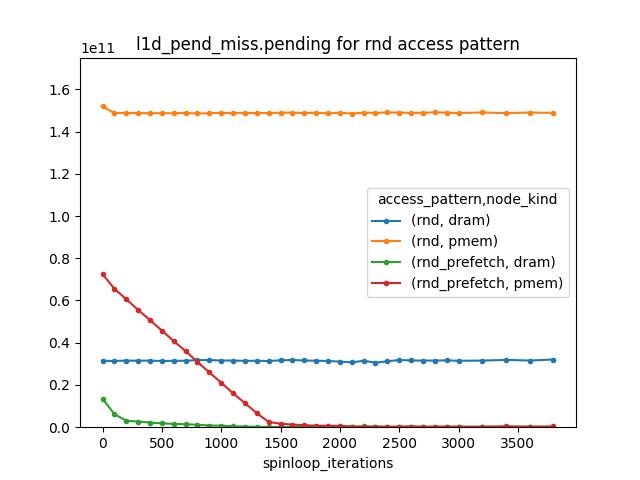 l1d_pend_miss.pending for rnd access pattern
1e11
1.6
1.4
1.2
1.0
0.8
0.6
0.4
0.2
0.0
access_pattern,node_kind
(rnd, dram)
(rnd, pmem)
(rnd_prefetch, dram)
(rnd_prefetch, pmem)
0 500 1000 1500 2000 2500 3000 3500
spinloop_iterations